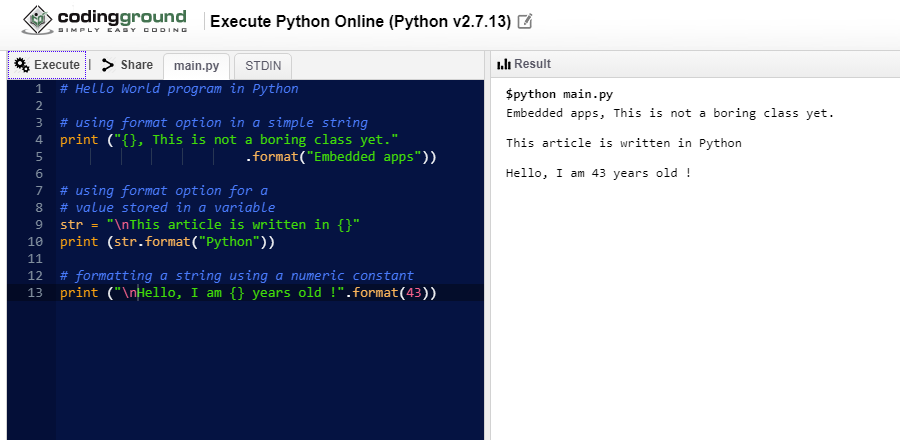 codingground
SIMPLY EASY CODING
Execute Python Online (Python v2.7.13)
Execute | Share main.py STDIN
Result
1 # Hello World program in Python
2
3 # using format option in a simple string
4 print ("{}, This is not a boring class yet."
5 .format("Embedded apps"))
6
7 # using format option for a
8 # value stored in a variable
9 str = "\nThis article is written in {}"
10 print (str.format("Python"))
11
12 # formatting a string using a numeric constant
13 print ("\nHello, I am {} years old !".format(43))
$python main.py
Embedded apps, This is not a boring class yet.
This article is written in Python
Hello, I am 43 years old !